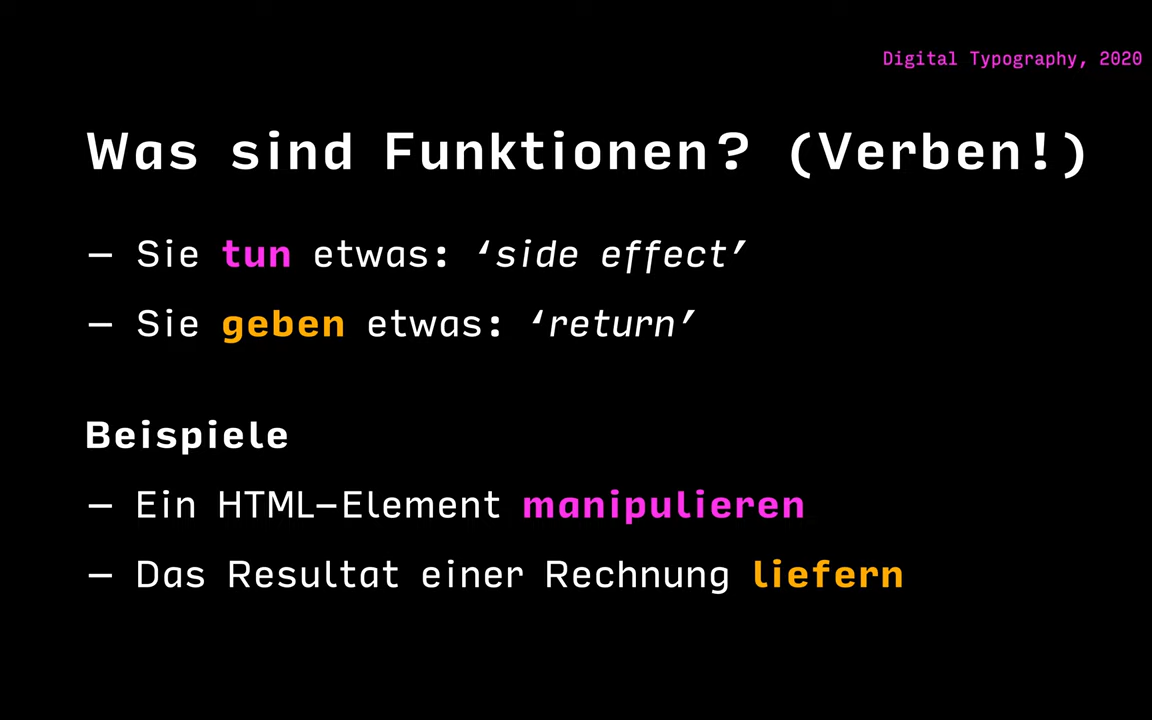 Digital Typography, 2020
Was sind Funktionen? (Verben!)
– Sie tun etwas: ‘side effect’
– Sie geben etwas: ‘return’
Beispiele
– Ein HTML–Element manipulieren
– Das Resultat einer Rechnung liefern